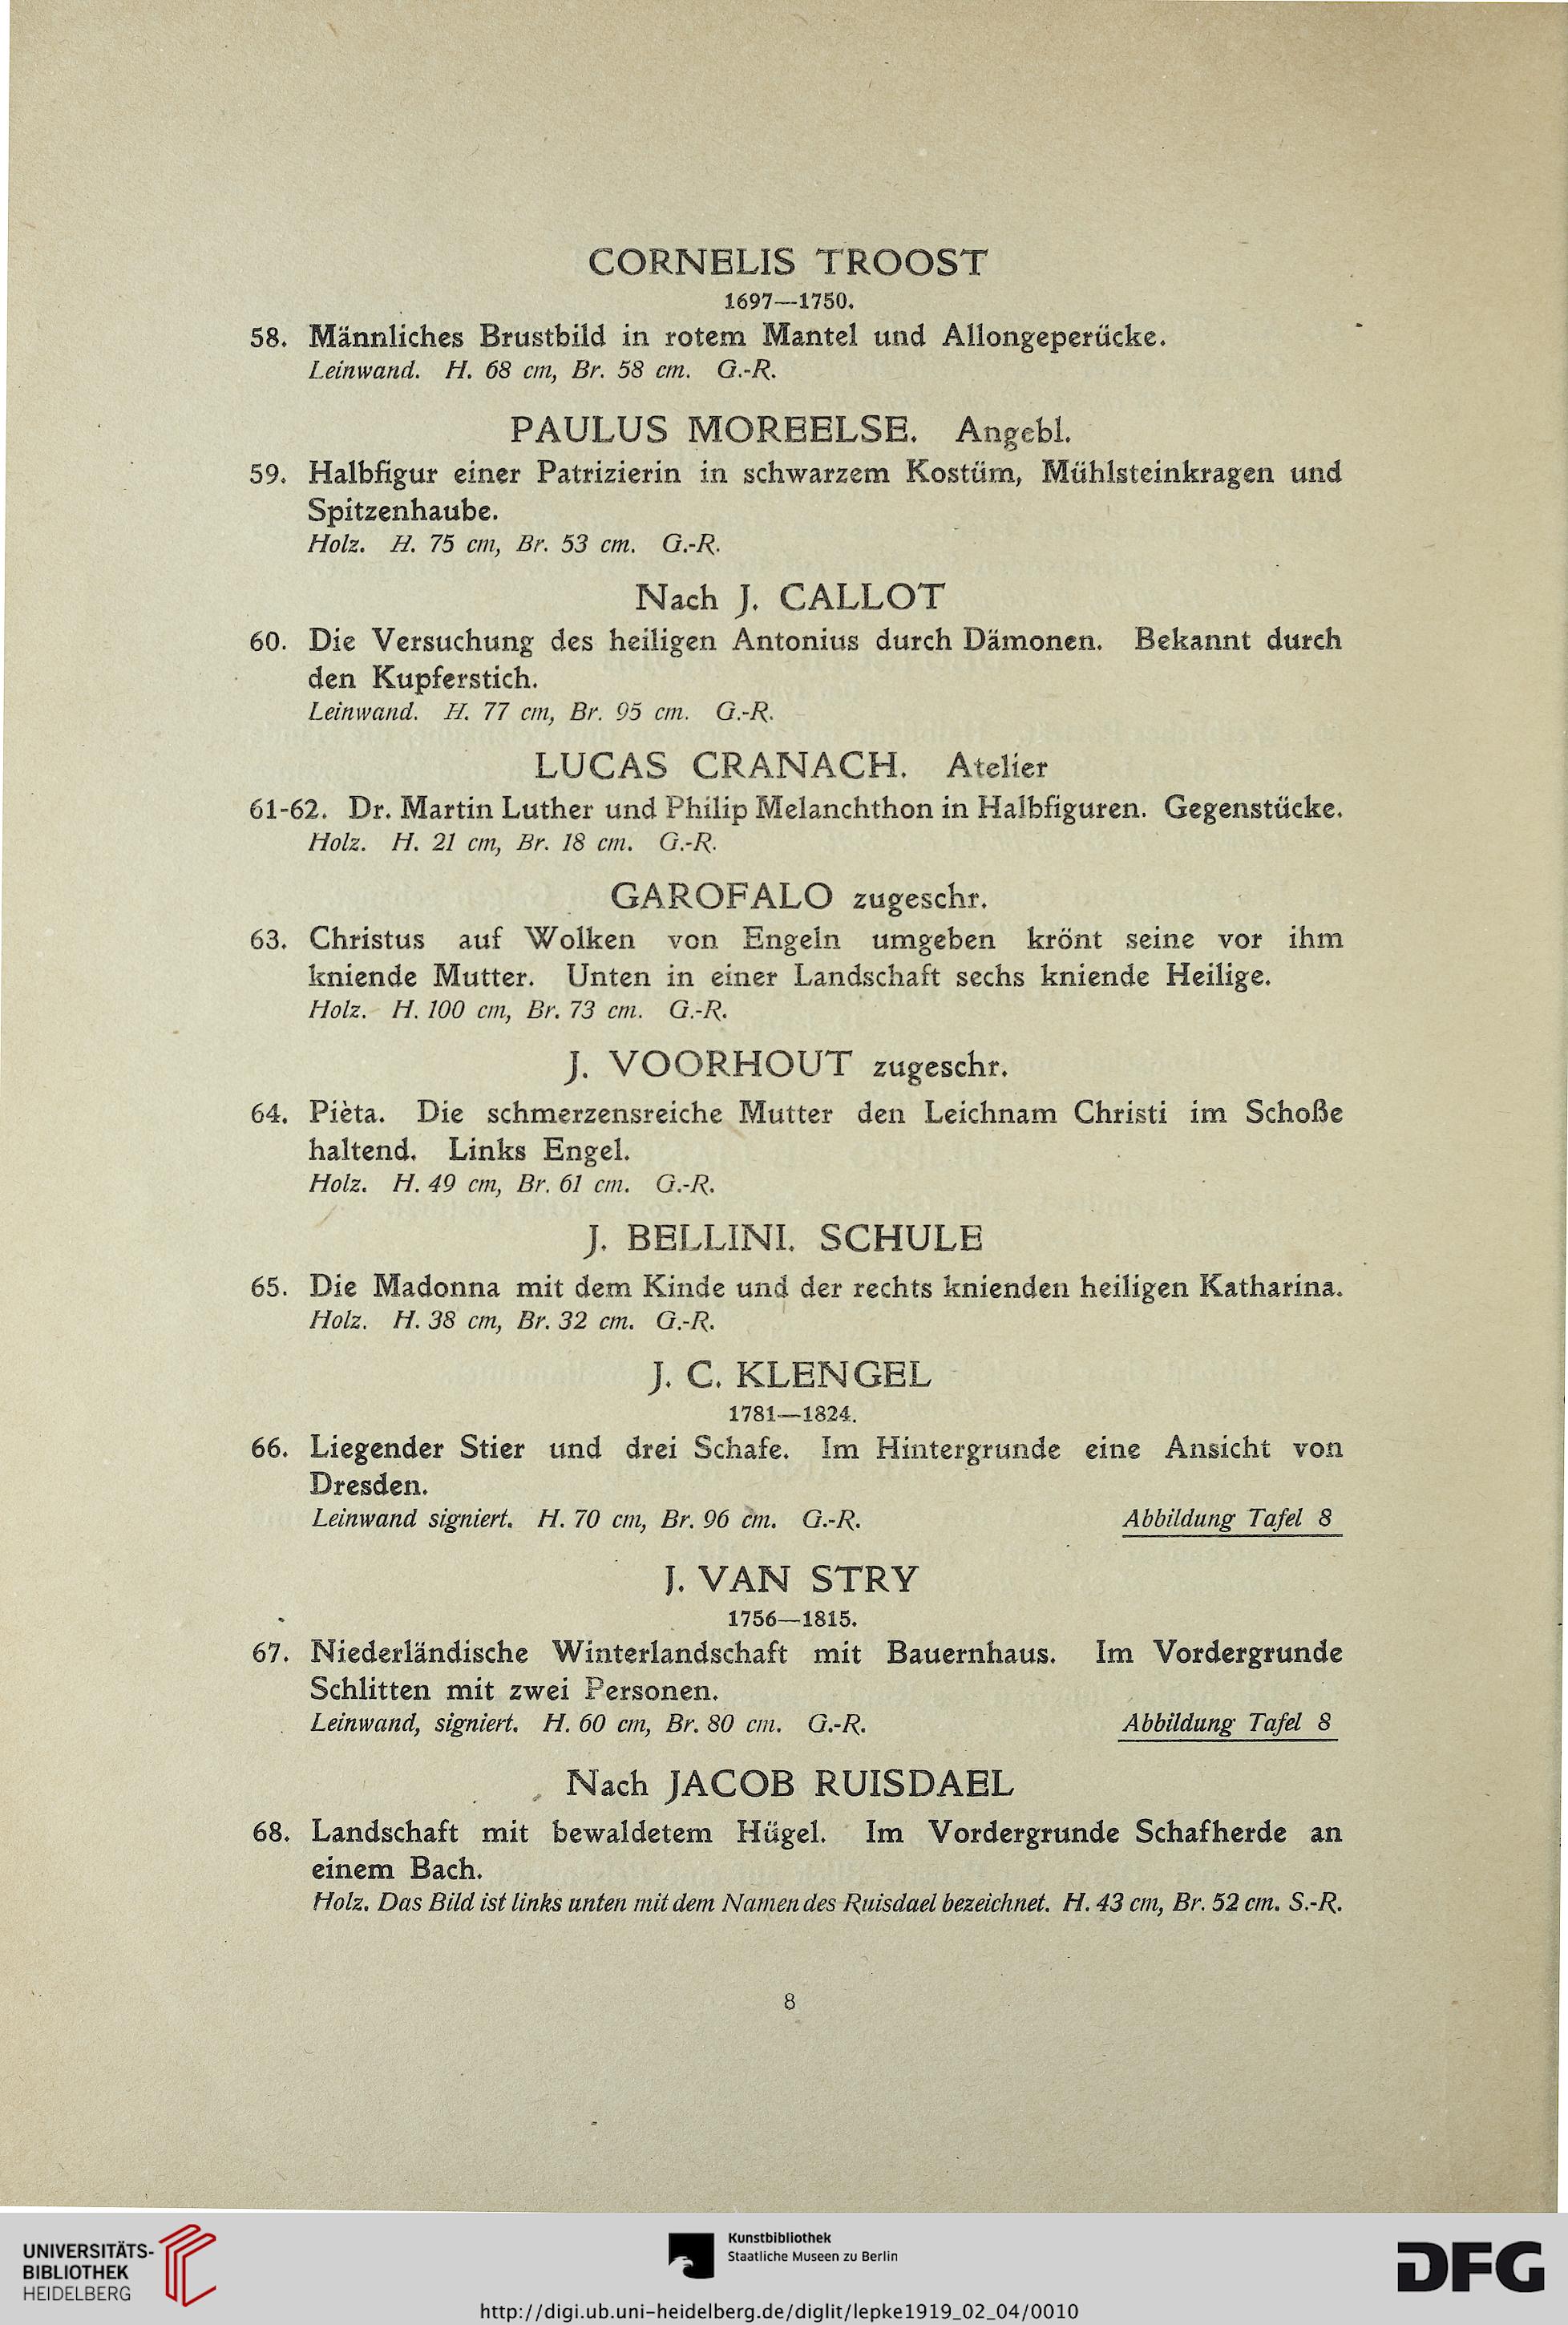 CORNELIS TROOST
1697—1750.
58. Männliches Brustbild in rotem Mantel und Allongeperücke.
Leinwand. H. 68 cm, Br. 58 cm. G.-R.
PAULUS MOREELSE. Angebl.
59. Halbfigur einer Patrizierin in schwarzem Kostüm, Mühlsteinkragen und
Spitzenhaube.
Holz. H. 75 cm, Br. 53 cm. G.-R.
Nach J. CALLOT
60. Die Versuchung des heiligen Antonius durch Dämonen. Bekannt durch
den Kupferstich.
Leinwand. H. 77 cm, Br. 95 cm. G.-R.
LUCAS CRANACH. Atelier
61-62. Dr. Martin Luther und Philip Melanchthon in Halbfiguren. Gegenstücke.
Holz. H. 21 cm, Br. 18 cm. G.-R.
GAROFALO zugeschr.
63. Christus auf Wolken von Engeln umgeben krönt seine vor ihm
kniende Mutter. Unten in einer Landschaft sechs kniende Heilige.
Holz. H. 100 cm, Br. 73 cm. G.-R.
J. VOORHOUT zugeschr.
64. Pièta. Die schmerzensreiche Mutter den Leichnam Christi im Schoße
haltend. Links Engel.
Holz. H. 49 cm, Br. 61 cm. G.-R.
J. BELLINI. SCHULE
65. Die Madonna mit dem Kinde und der rechts knienden heiligen Katharina.
Holz. H. 38 cm, Br. 32 cm. G.-R.
J. C. KLENGEL
1781—1824.
66. Liegender Stier und drei Schafe. Im Hintergrunde eine Ansicht von
Dresden.
Leinwand signiert. H. 70 cm, Br. 96 cm. G.-R. Abbildung Tafel 8
J. VAN STRY
1756—1815.
67. Niederländische Winterlandschaft mit Bauernhaus. Im Vordergrunde
Schlitten mit zwei Personen.
Leinwand, signiert. H. 60 cm, Br. 80 cm. G.-R. Abbildung Tafel 8
Nach JACOB RUISDAEL
68. Landschaft mit bewaldetem Hügel. Im Vordergrunde Schafherde an
einem Bach.
Holz. Das Bild ist links unten mit dem Namen des Ruisdael bezeichnet. H. 43 cm, Br. 52 cm. S.-R.
8
UNIVERSITÄTS-
BIBLIOTHEK
HEIDELBERG
Kunstbibliothek
Staatliche Museen zu Berlin
DFG
http://digi.ub.uni-heidelberg.de/diglit/lepke1919_02_04/0010